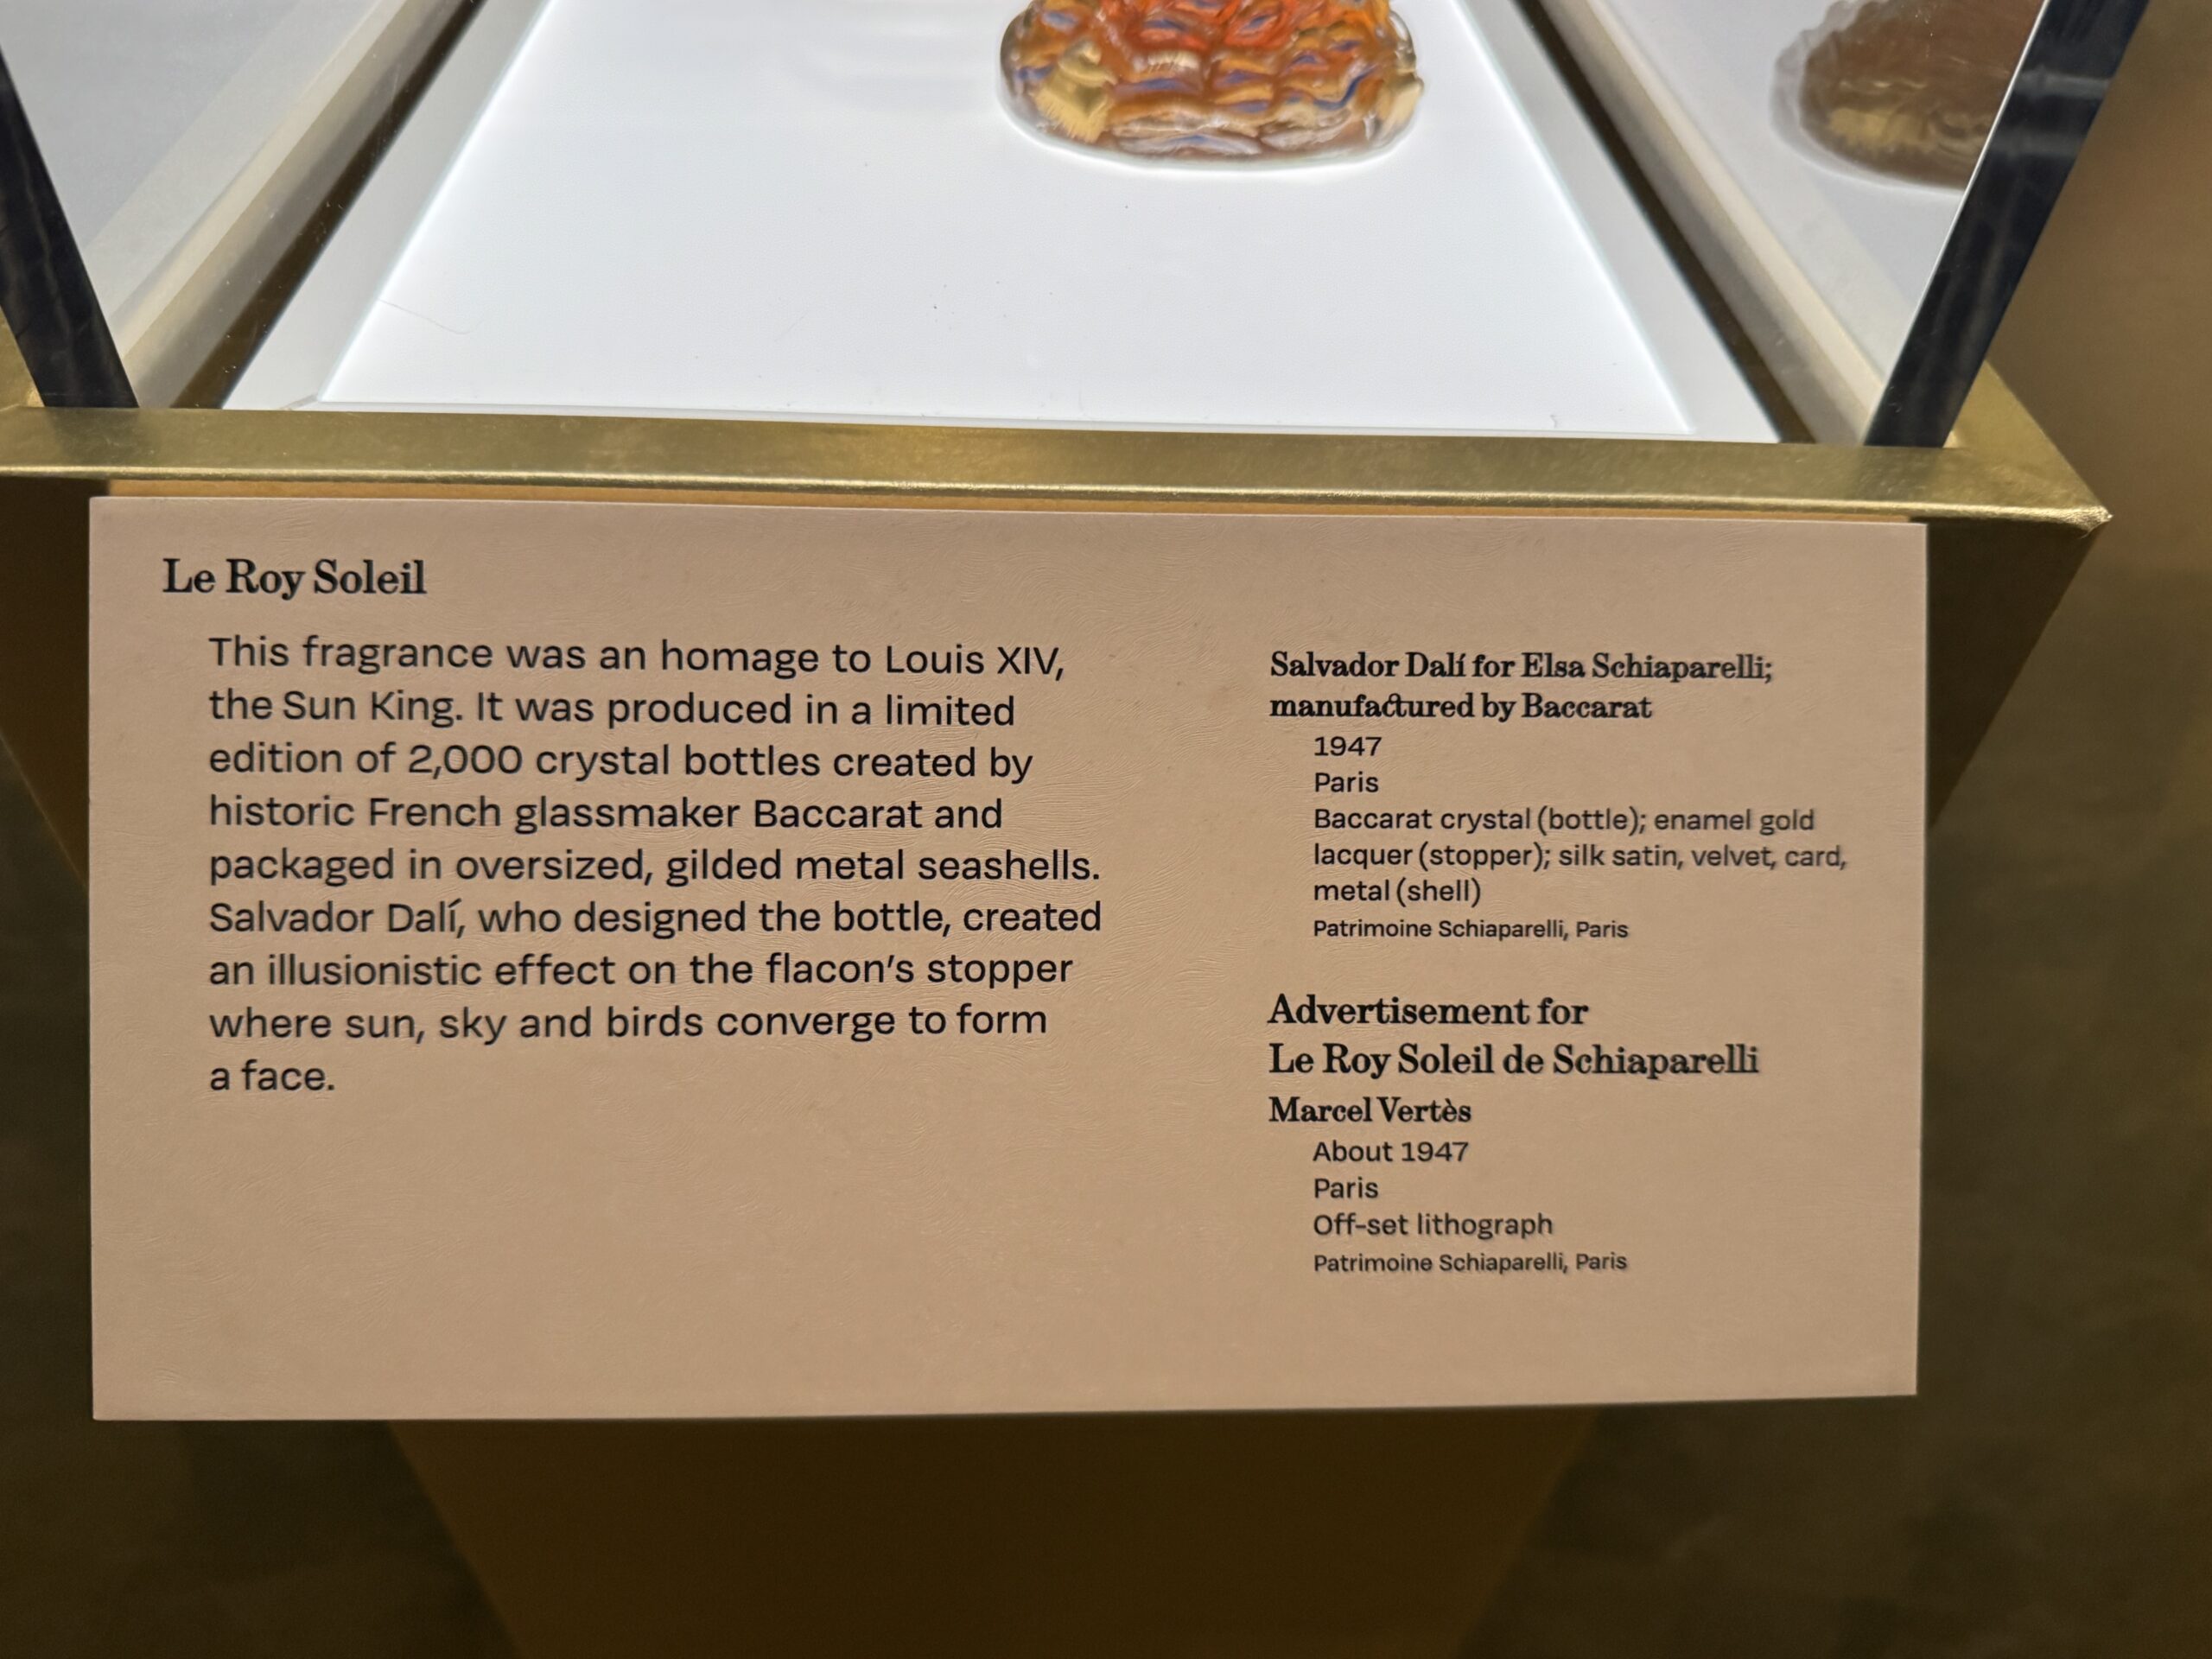 Le Roy Soleil
This fragrance was an homage to Louis XIV,
the Sun King. It was produced in a limited
edition of 2,000 crystal bottles created by
historic French glassmaker Baccarat and
packaged in oversized, gilded metal seashells.
Salvador Dalí, who designed the bottle, created
an illusionistic effect on the flacon’s stopper
where sun, sky and birds converge to form
a face.
Salvador Dalí for Elsa Schiaparelli;
manufactured by Baccarat
1947
Paris
Baccarat crystal (bottle); enamel gold
lacquer (stopper); silk satin, velvet, card,
metal (shell)
Patrimoine Schiaparelli, Paris
Advertisement for
Le Roy Soleil de Schiaparelli
Marcel Vertès
About 1947
Paris
Off-set lithograph
Patrimoine Schiaparelli, Paris